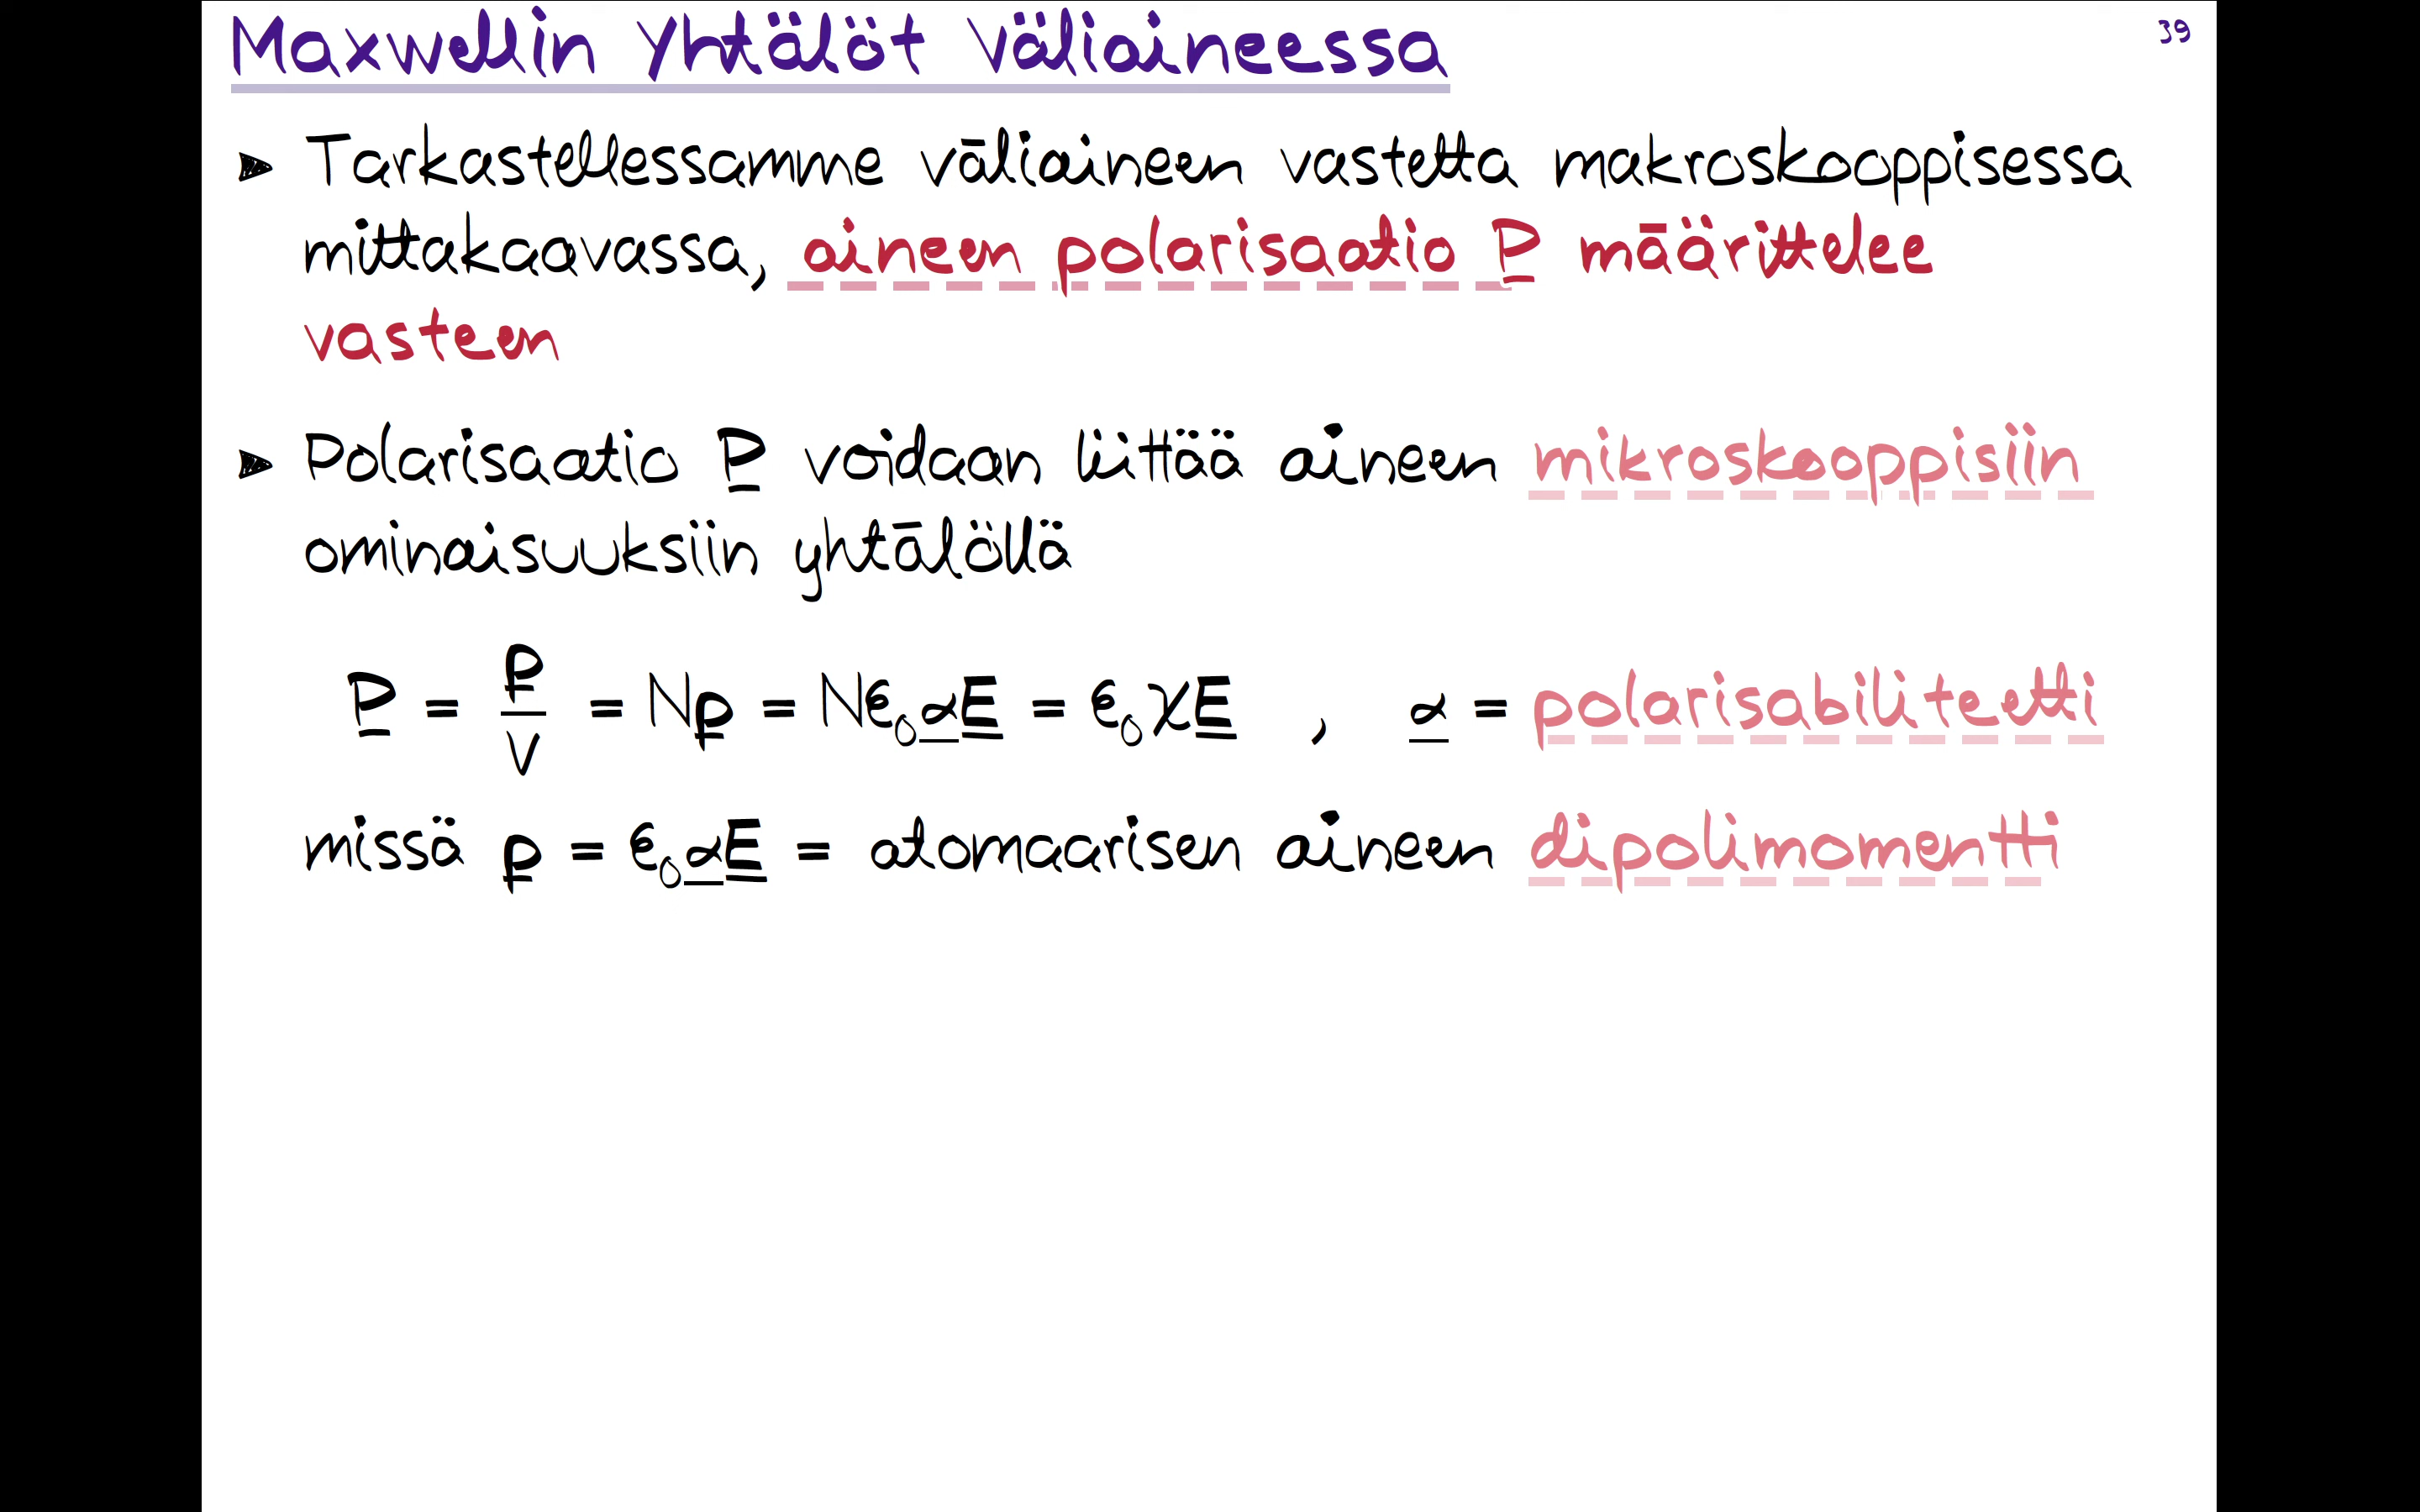 Maxwellin Yhtälöt Väliaineessa
39
Tarkastellessamme väliaineen vastetta makroskooppisessa
mittakaavassa, aineen polarisaatio P määrittelee
vasteen
Polarisaatio P voidaan liittää aineen mikroskooppisiin
ominaisuuksiin yhtälöllä
P = p/V = Np = Nϵ₀αE = ϵ₀χE , α = polarisabiliteetti
missä p = ϵ₀αE = atomaarisen aineen dipolimomentti